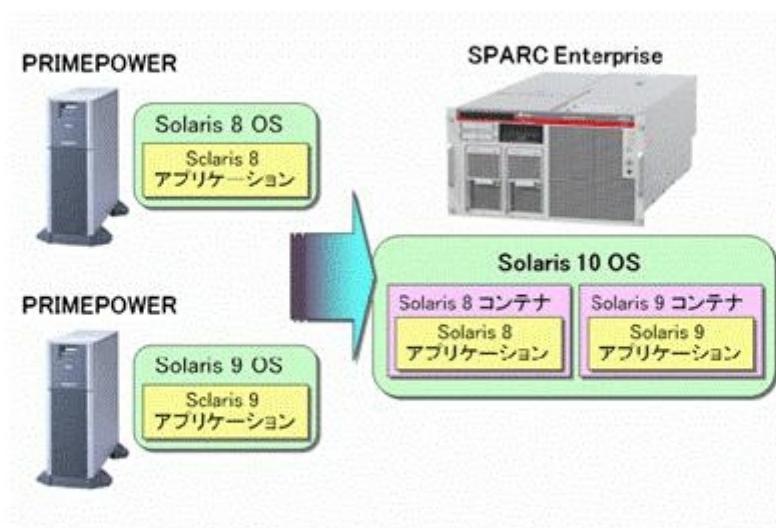 PRIMEPOWER
Solaris 8 OS
Solaris 8
アプリケーション
PRIMEPOWER
Solaris 9 OS
Solaris 9
アプリケーション
SPARC Enterprise
Solaris 10 OS
Solaris 8 コンテナ
Solaris 8
アプリケーション
Solaris 9 コンテナ
Solaris 9
アプリケーション